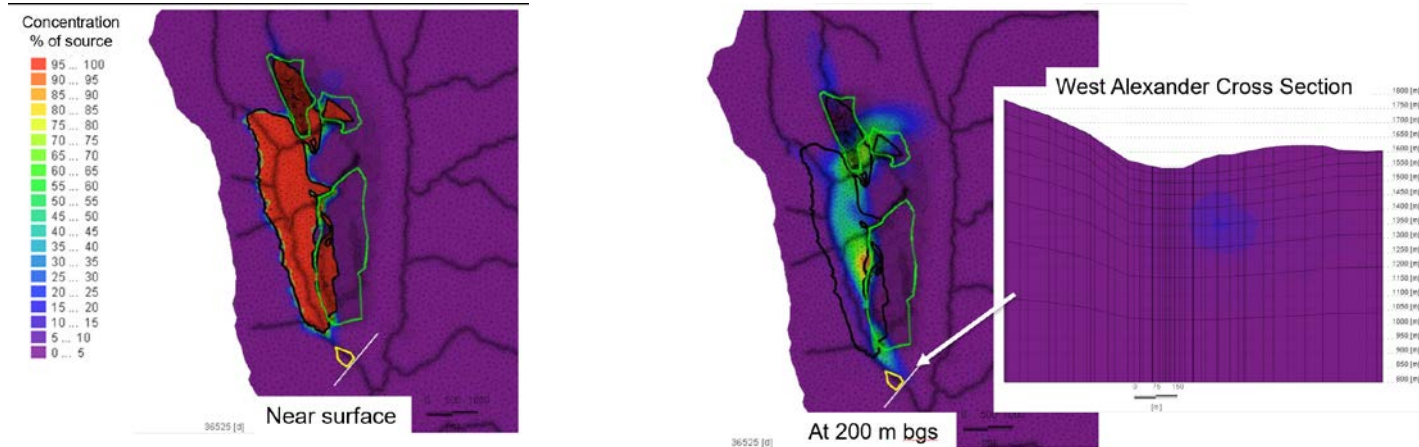 Concentration
% of source
95 ... 100
90 ... 95
85 ... 90
80 ... 85
75 ... 80
70 ... 75
65 ... 70
60 ... 65
55 ... 60
50 ... 55
45 ... 50
40 ... 45
35 ... 40
30 ... 35
25 ... 30
20 ... 25
15 ... 20
10 ... 15
5 ... 10
0 ... 5
Near surface
36525 [d]
At 200 m bgs
36525 [d]
West Alexander Cross Section
1800 [m]
1750 [m]
1700 [m]
1650 [m]
1600 [m]
1550 [m]
1500 [m]
1450 [m]
1400 [m]
1350 [m]
1300 [m]
1250 [m]
1200 [m]
1150 [m]
1100 [m]
1050 [m]
1000 [m]
950 [m]
900 [m]
850 [m]
800 [m]
0 75 150
[m]